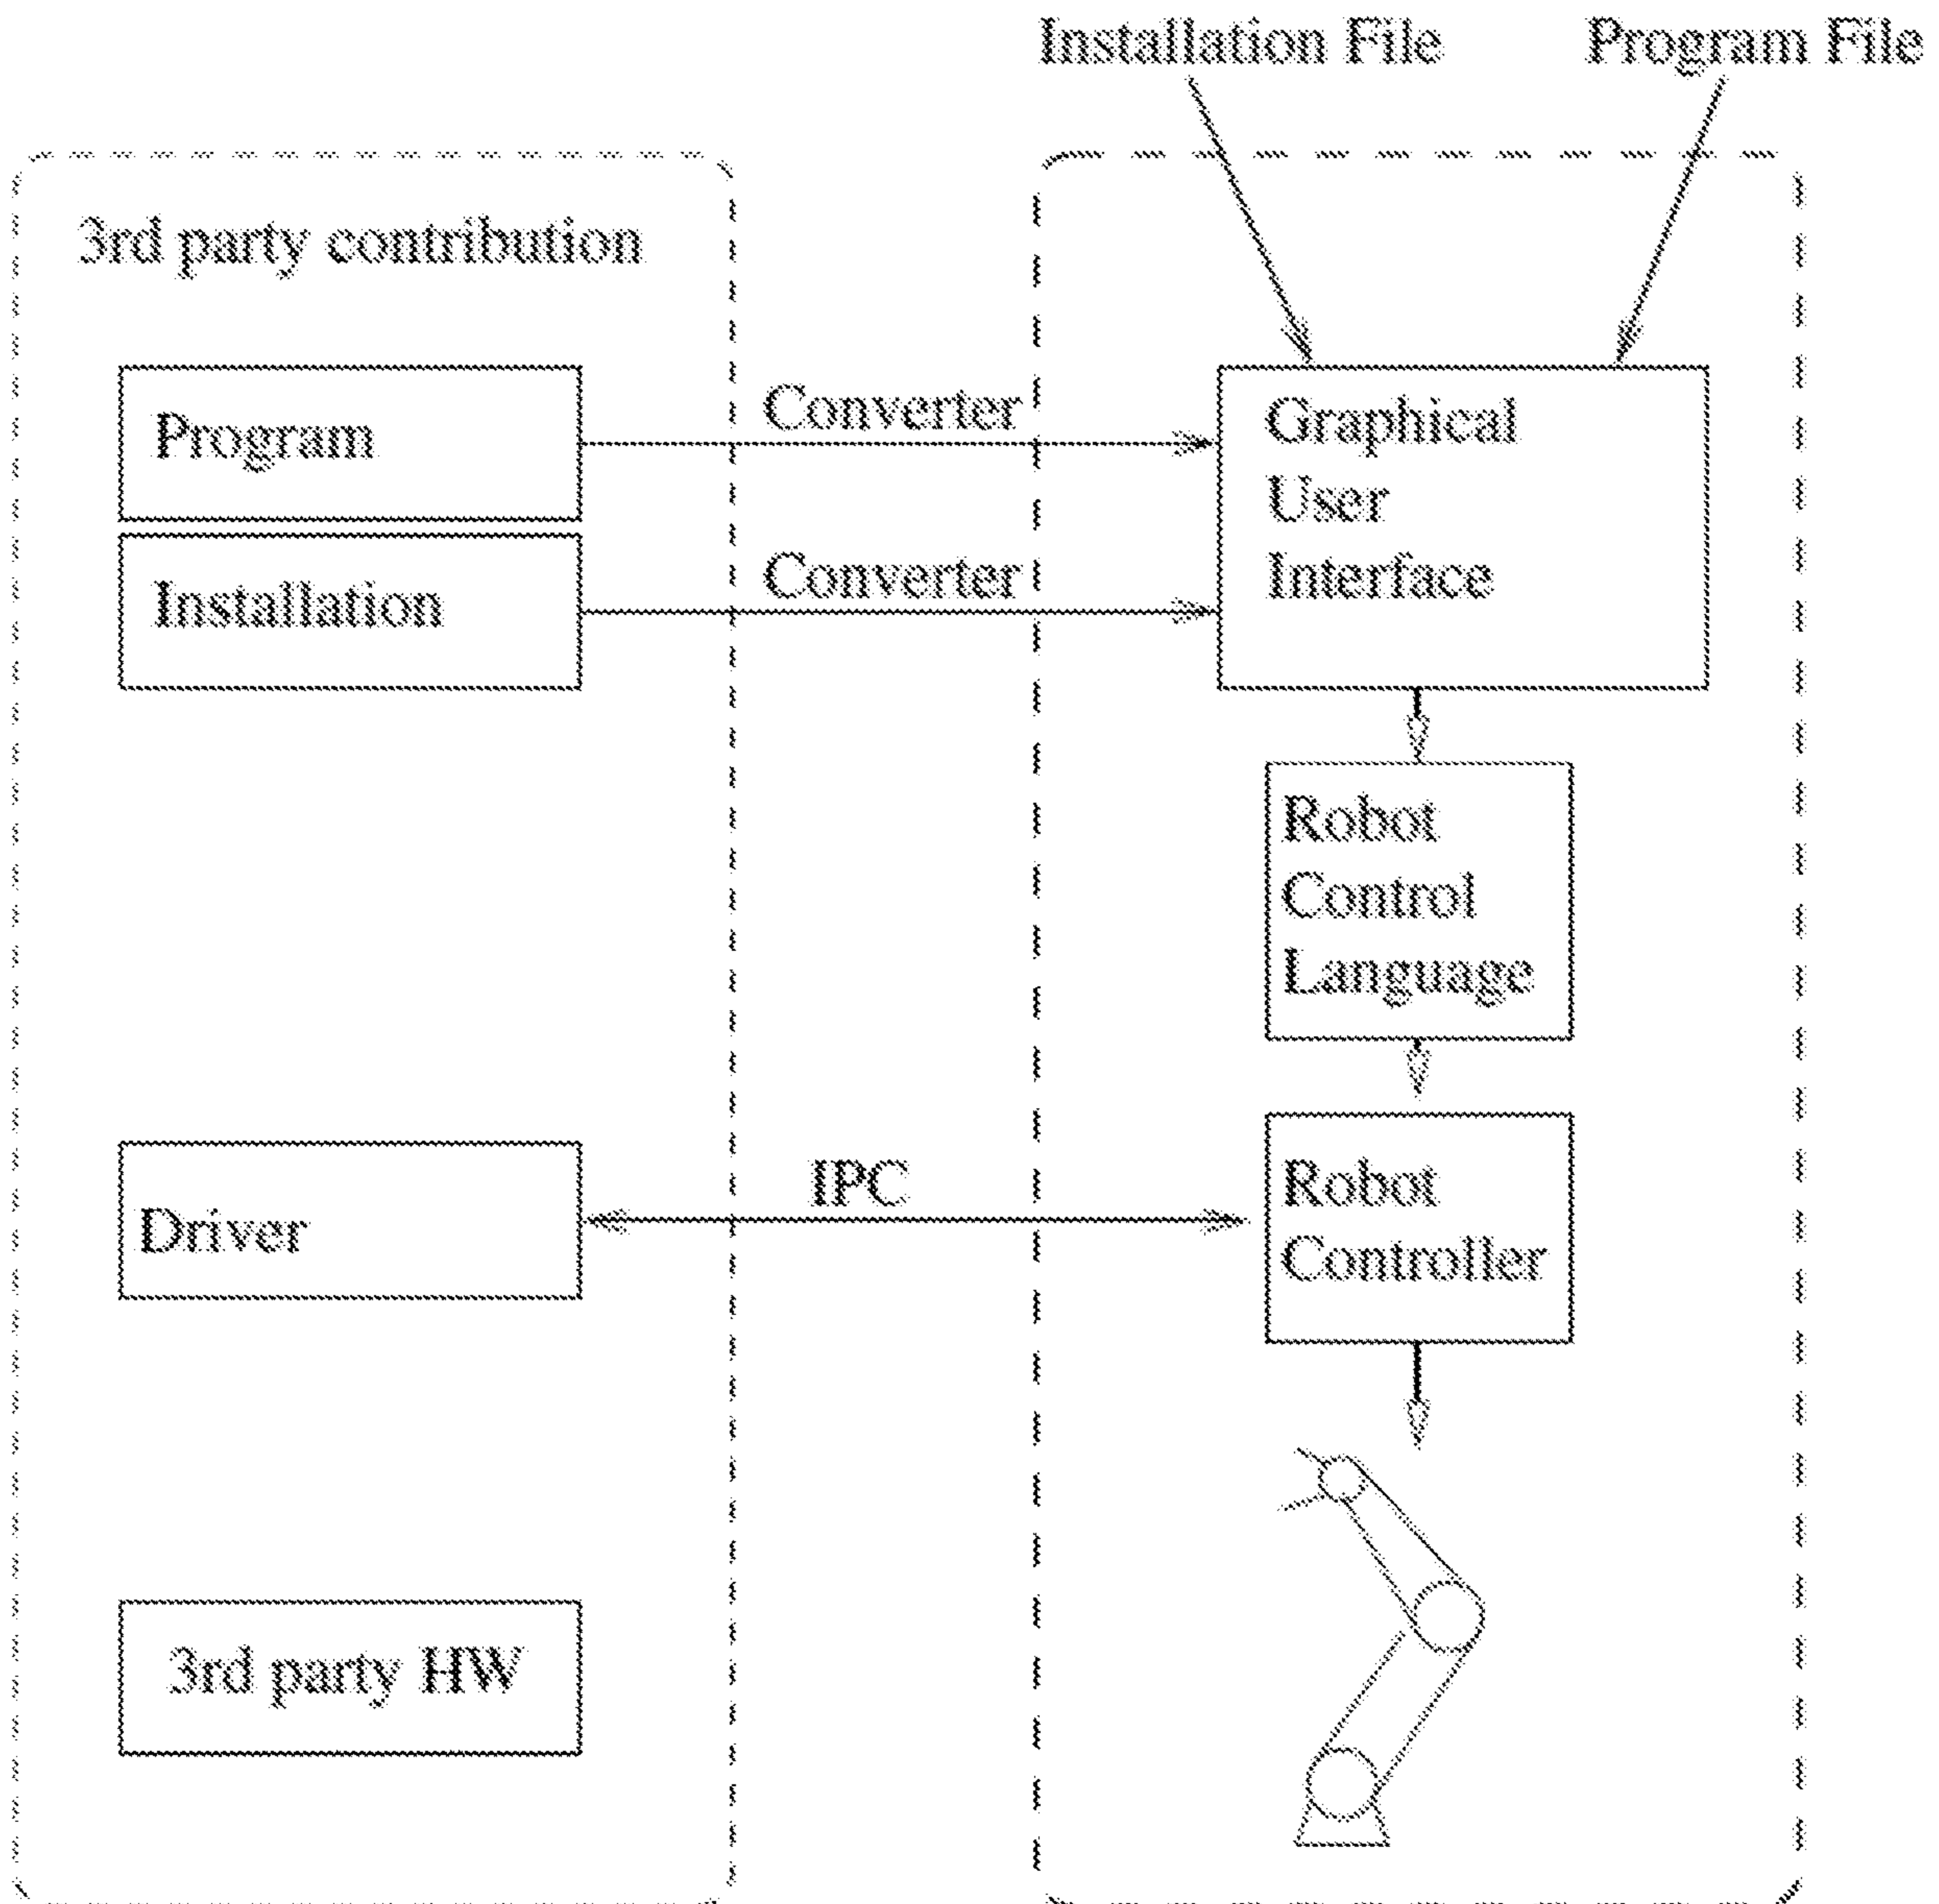 Installation File
Program File
3rd party contribution
Program
Converter
Graphical
User
Interface
Installation
Converter
Robot
Control
Language
Driver
IPC
Robot
Controller
3rd party HW